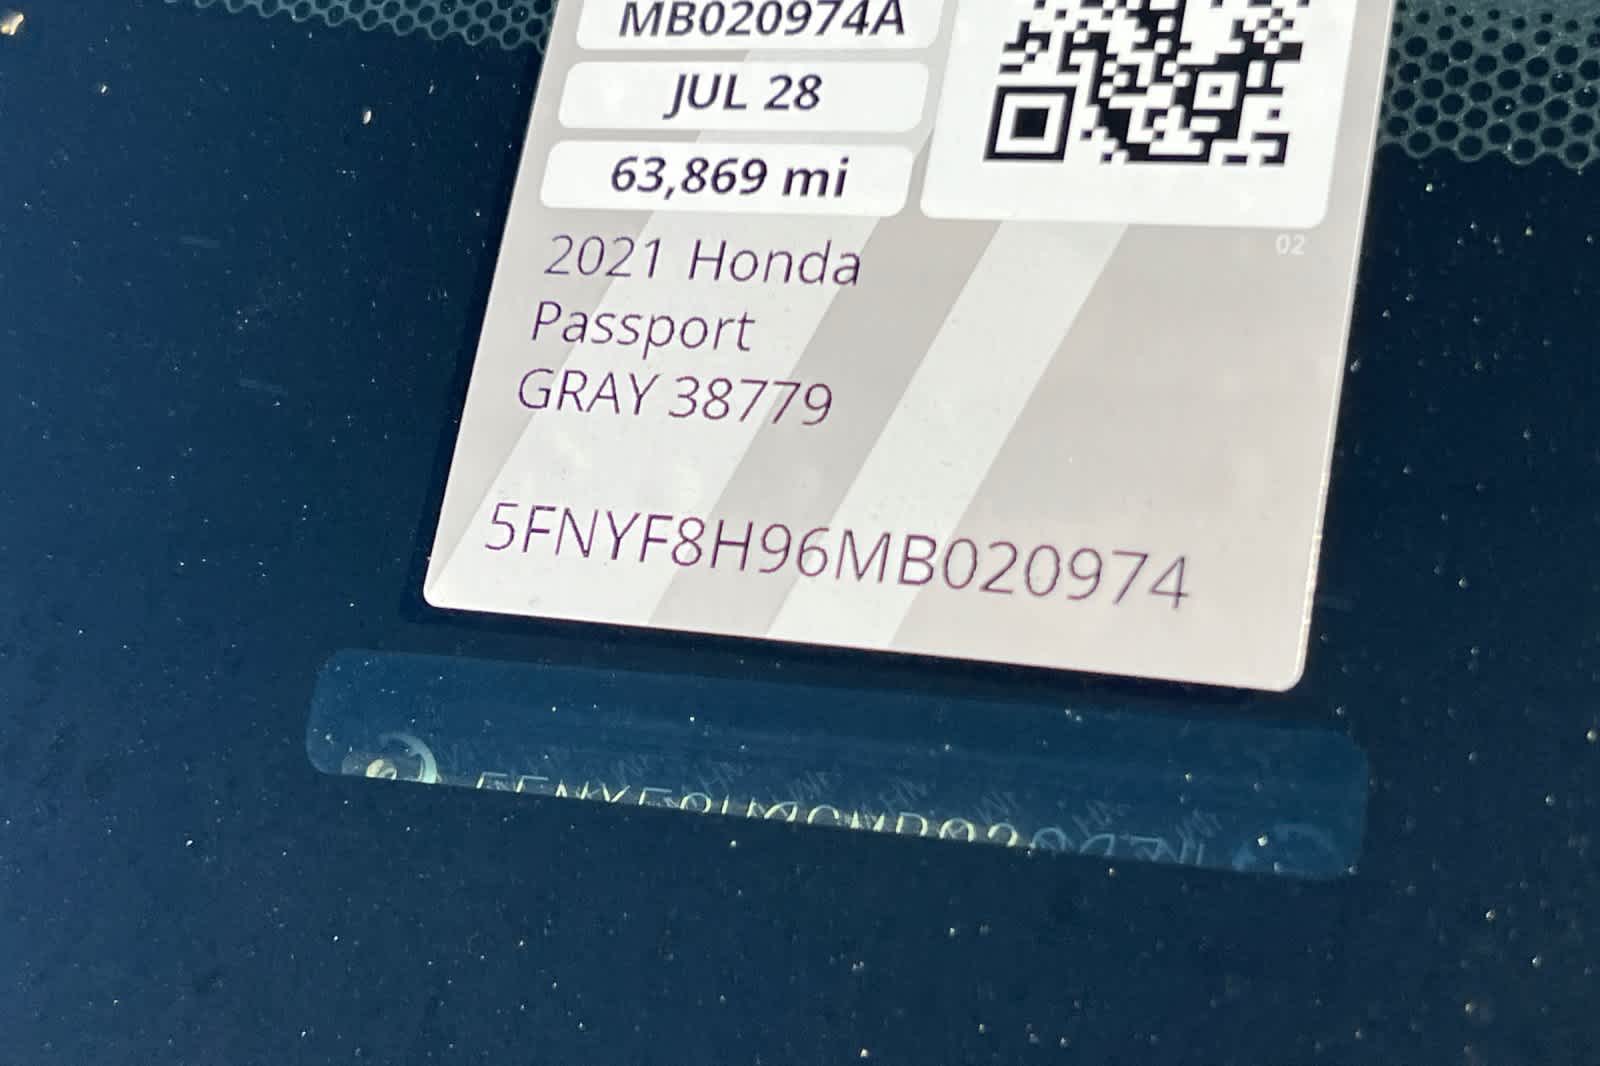 MB020974A
JUL 28
63,869 mi
02
2021 Honda
Passport
GRAY 38779
5FNYF8H96MB020974